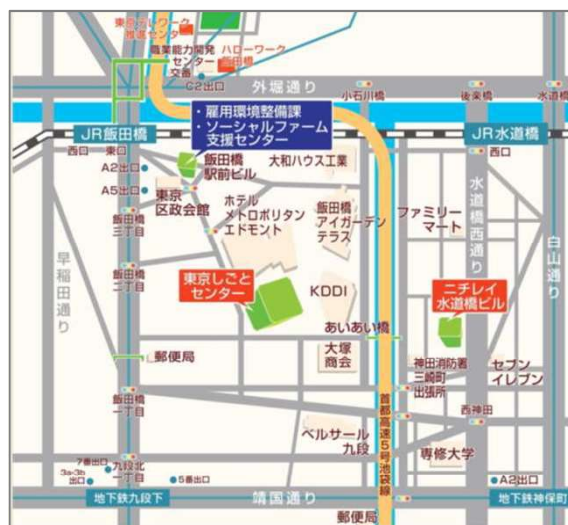 東京テレワーク
推進センター
職業能力開発
センター
ハローワーク
飯田橋
交番
C2出口
外堀通り
小石川橋
後楽橋
水道橋
JR飯田橋
・雇用環境整備課
・ソーシャルファーム
支援センター
JR水道橋
西口
東口
西口
A2出口
飯田橋
駅前ビル
大和ハウス工業
A5出口
東京
区政会館
ホテル
メトロポリタン
エドモント
飯田橋
アイガーデン
テラス
ファミリー
マート
水道橋西通り
白山通り
飯田橋
三丁目
早稲田通り
飯田橋
二丁目
東京しごと
センター
KDDI
ニチレイ
水道橋ビル
あいあい橋
郵便局
大塚
商会
神田消防署
三崎町
出張所
セブン
イレブン
飯田橋
一丁目
首都高速5号池袋線
西神田
ベルサール
九段
専修大学
7番出口
3a・3b
出口
九段北
一丁目
5番出口
A2出口
地下鉄九段下
靖国通り
地下鉄神保町
郵便局